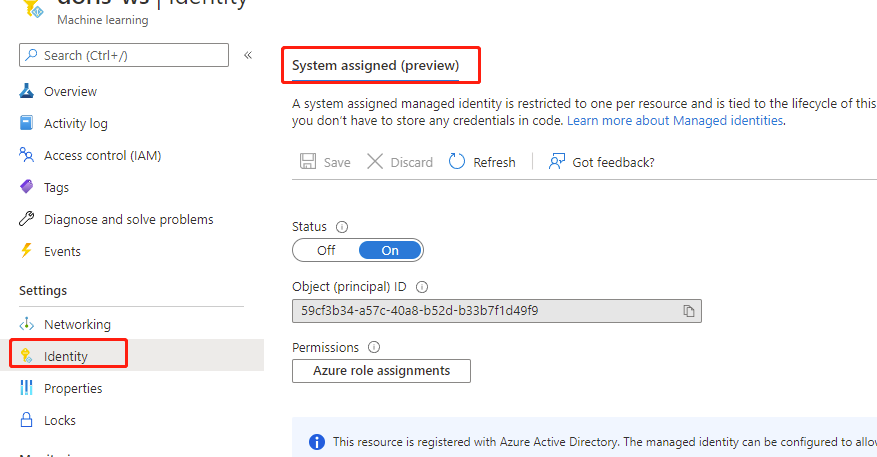 doris-ws | Identity
Machine learning
Search (Ctrl+/)
«
Overview
Activity log
Access control (IAM)
Tags
Diagnose and solve problems
Events
Settings
Networking
Identity
Properties
Locks
System assigned (preview)
A system assigned managed identity is restricted to one per resource and is tied to the lifecycle of this
you don't have to store any credentials in code. Learn more about Managed identities.
Save Discard Refresh Got feedback?
Status
Off On
Object (principal) ID
59cf3b34-a57c-40a8-b52d-b33b7f1d49f9
Permissions
Azure role assignments
This resource is registered with Azure Active Directory. The managed identity can be configured to allow